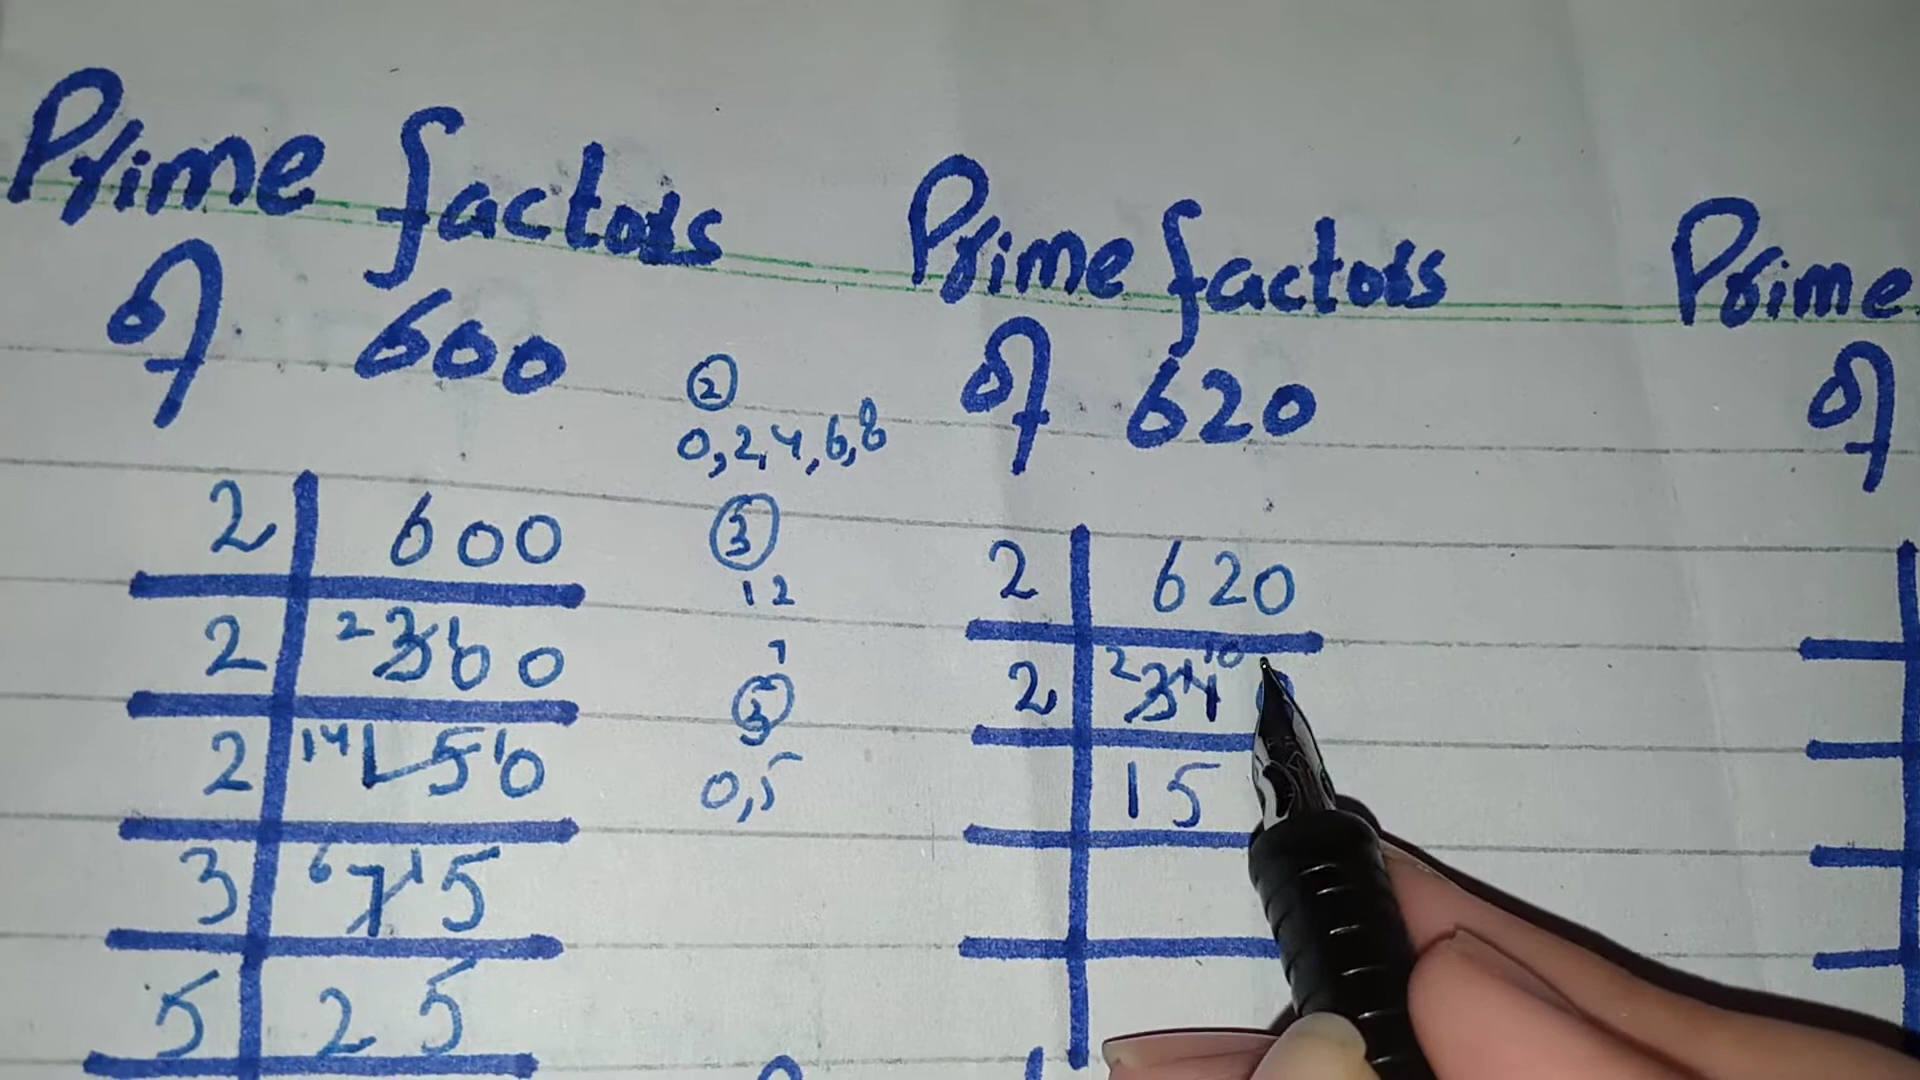 Prime factors
of 600
2 600
2 300
2 150
3 75
5 25
2
0,2,4,6,8
3
12
5
0,5
Prime factors
of 620
2 620
2 310
15
Prime
of